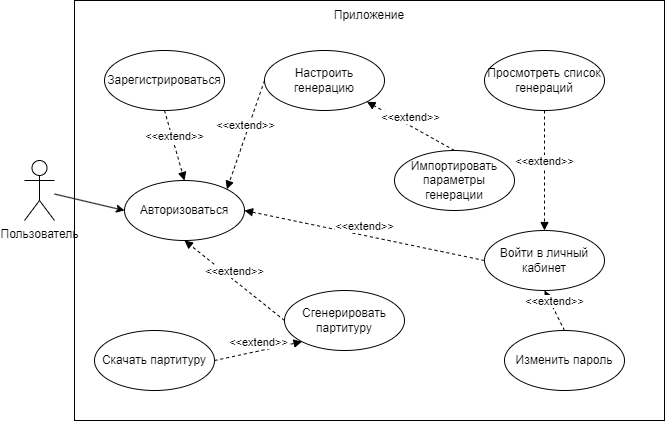 Приложение
Зарегистрироваться
Настроить
генерацию
Просмотреть список
генераций
<<extend>>
<<extend>>
<<extend>>
<<extend>>
Импортировать
параметры
генерации
Пользователь
Авторизоваться
<<extend>>
Войти в личный
кабинет
<<extend>>
<<extend>>
Сгенерировать
партитуру
<<extend>>
Скачать партитуру
Изменить пароль